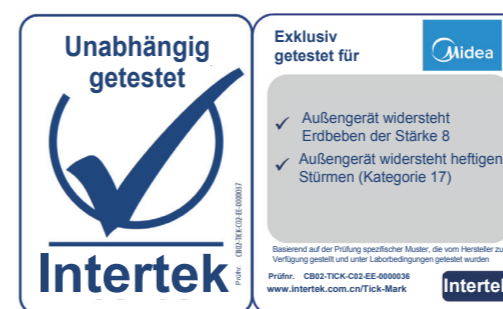 Unabhängig
getestet
Intertek
Prüfnr. CB02-TICK-C02-EE-0000037
Exklusiv
getestet für
Midea
✓ Außengerät widersteht
Erdbeben der Stärke 8
✓ Außengerät widersteht heftigen
Stürmen (Kategorie 17)
Basierend auf der Prüfung spezifischer Muster, die vom Hersteller zu
Verfügung gestellt und unter Laborbedingungen getestet wurden
Prüfnr. CB02-TICK-C02-EE-0000036
www.intertek.com.cn/Tick-Mark
Intertek